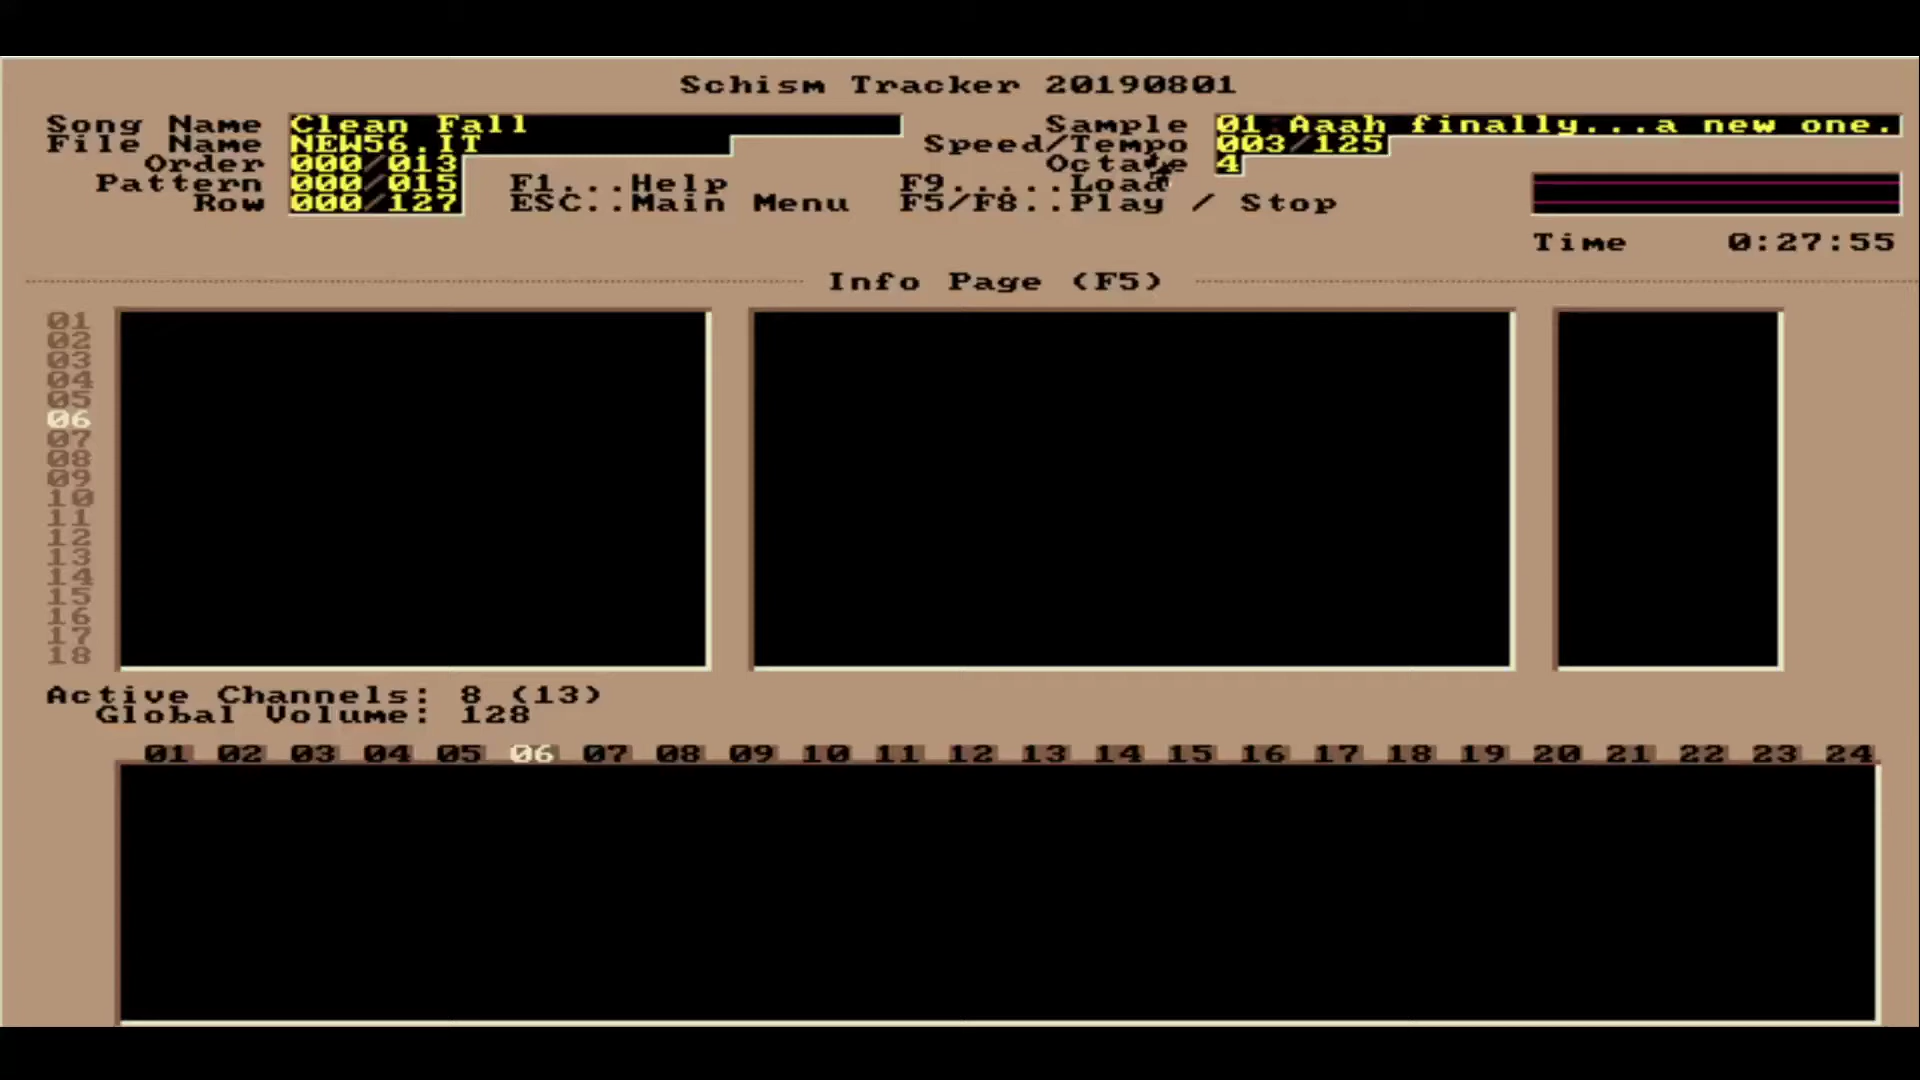 Schism Tracker 20190801
Song Name Clean Fall
File Name NEW56.IT
Order 000/013
Pattern 000/015
Row 000/127
Sample 01 Aaah finally...a new one.
Speed/Tempo 003/125
Octave 4
F1...Help F9.....Load
ESC..Main Menu F5/F8..Play / Stop
Time 0:27:55
Info Page (F5)
01
02
03
04
05
06
07
08
09
10
11
12
13
14
15
16
17
18
Active Channels: 8 (13)
Global Volume: 128
01 02 03 04 05 06 07 08 09 10 11 12 13 14 15 16 17 18 19 20 21 22 23 24